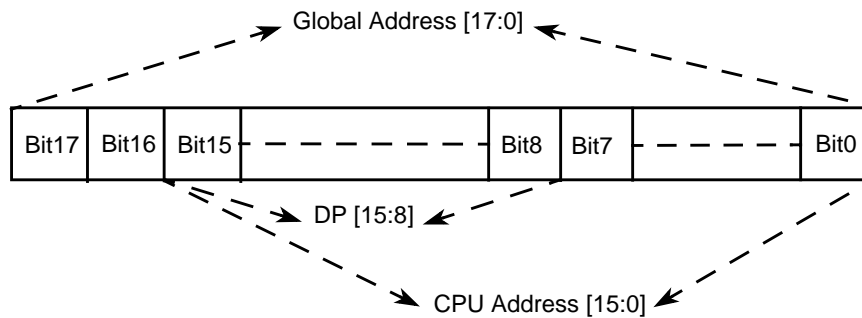 Global Address [17:0]
Bit17 Bit16 Bit15 Bit8 Bit7 Bit0
DP [15:8]
CPU Address [15:0]